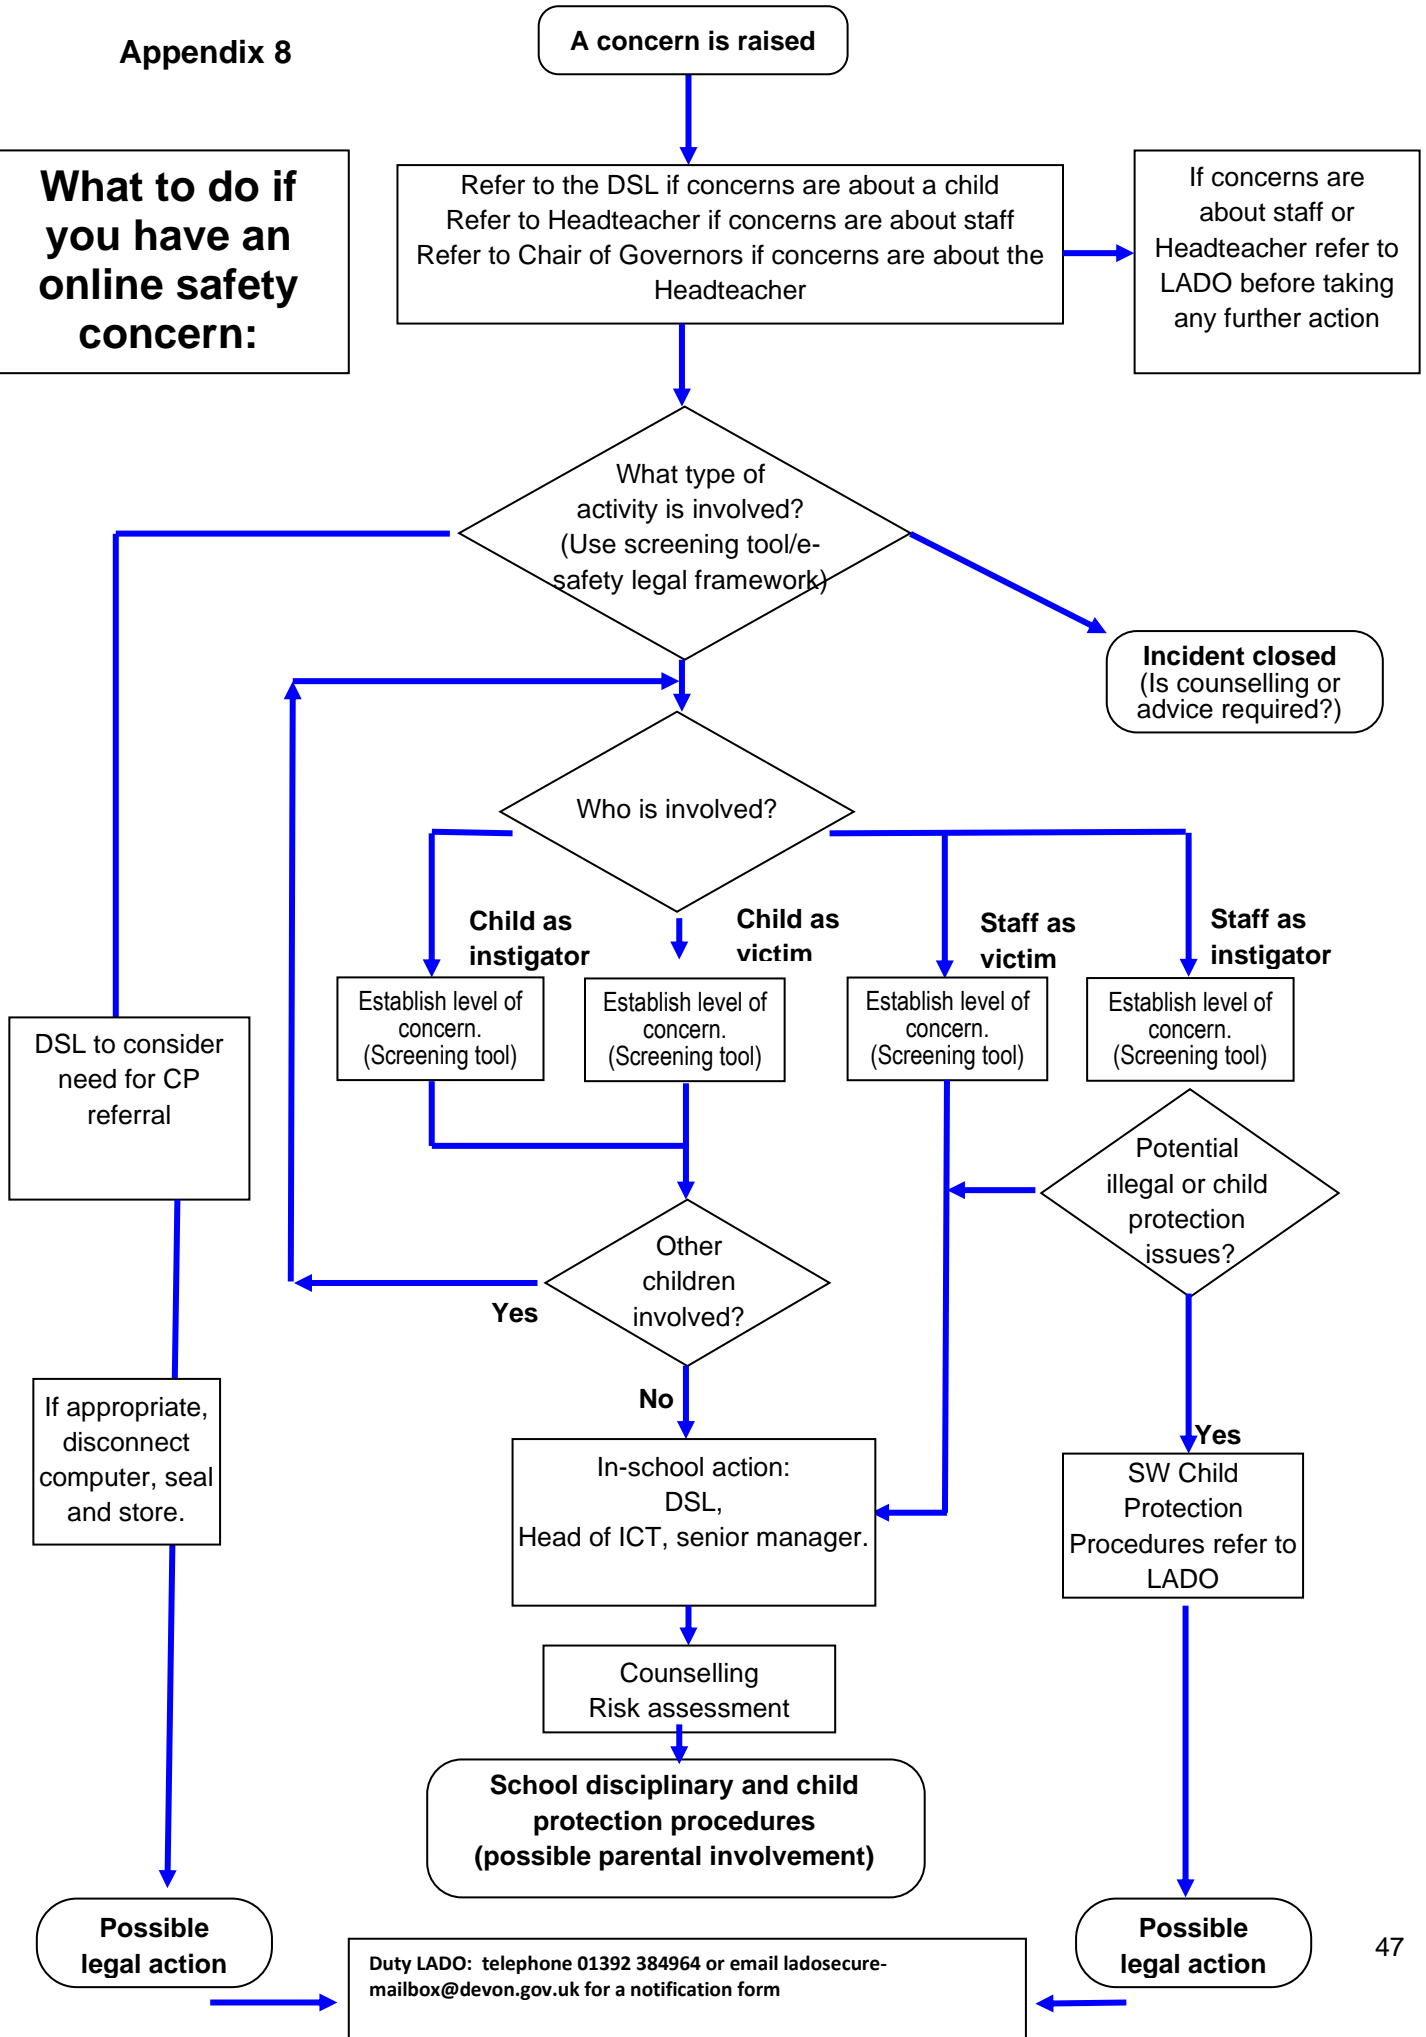 Appendix 8
A concern is raised
What to do if
you have an
online safety
concern:
Refer to the DSL if concerns are about a child
Refer to Headteacher if concerns are about staff
Refer to Chair of Governors if concerns are about the
Headteacher
If concerns are
about staff or
Headteacher refer to
LADO before taking
any further action
What type of
activity is involved?
(Use screening tool/e-
safety legal framework)
Incident closed
(Is counselling or
advice required?)
Who is involved?
Child as
instigator
Child as
victim
Staff as
victim
Staff as
instigator
Establish level of
concern.
(Screening tool)
Establish level of
concern.
(Screening tool)
Establish level of
concern.
(Screening tool)
Establish level of
concern.
(Screening tool)
DSL to consider
need for CP
referral
Potential
illegal or child
protection
issues?
Other
children
involved?
Yes
No
If appropriate,
disconnect
computer, seal
and store.
In-school action:
DSL,
Head of ICT, senior manager.
Yes
SW Child
Protection
Procedures refer to
LADO
Counselling
Risk assessment
School disciplinary and child
protection procedures
(possible parental involvement)
Possible
legal action
Duty LADO: telephone 01392 384964 or email ladosecure-
mailbox@devon.gov.uk for a notification form
Possible
legal action
47